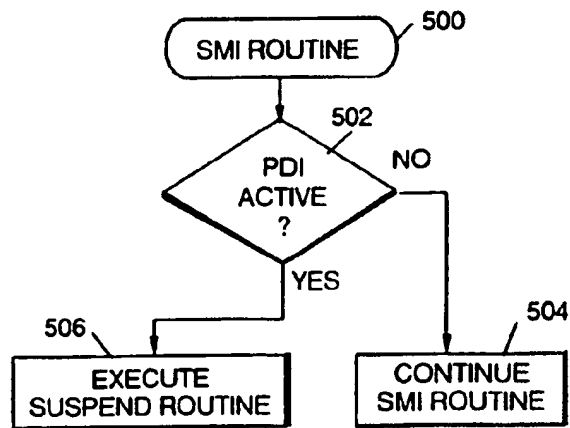 SMI ROUTINE
500
502
PDI
ACTIVE
?
NO
YES
506
EXECUTE
SUSPEND ROUTINE
504
CONTINUE
SMI ROUTINE